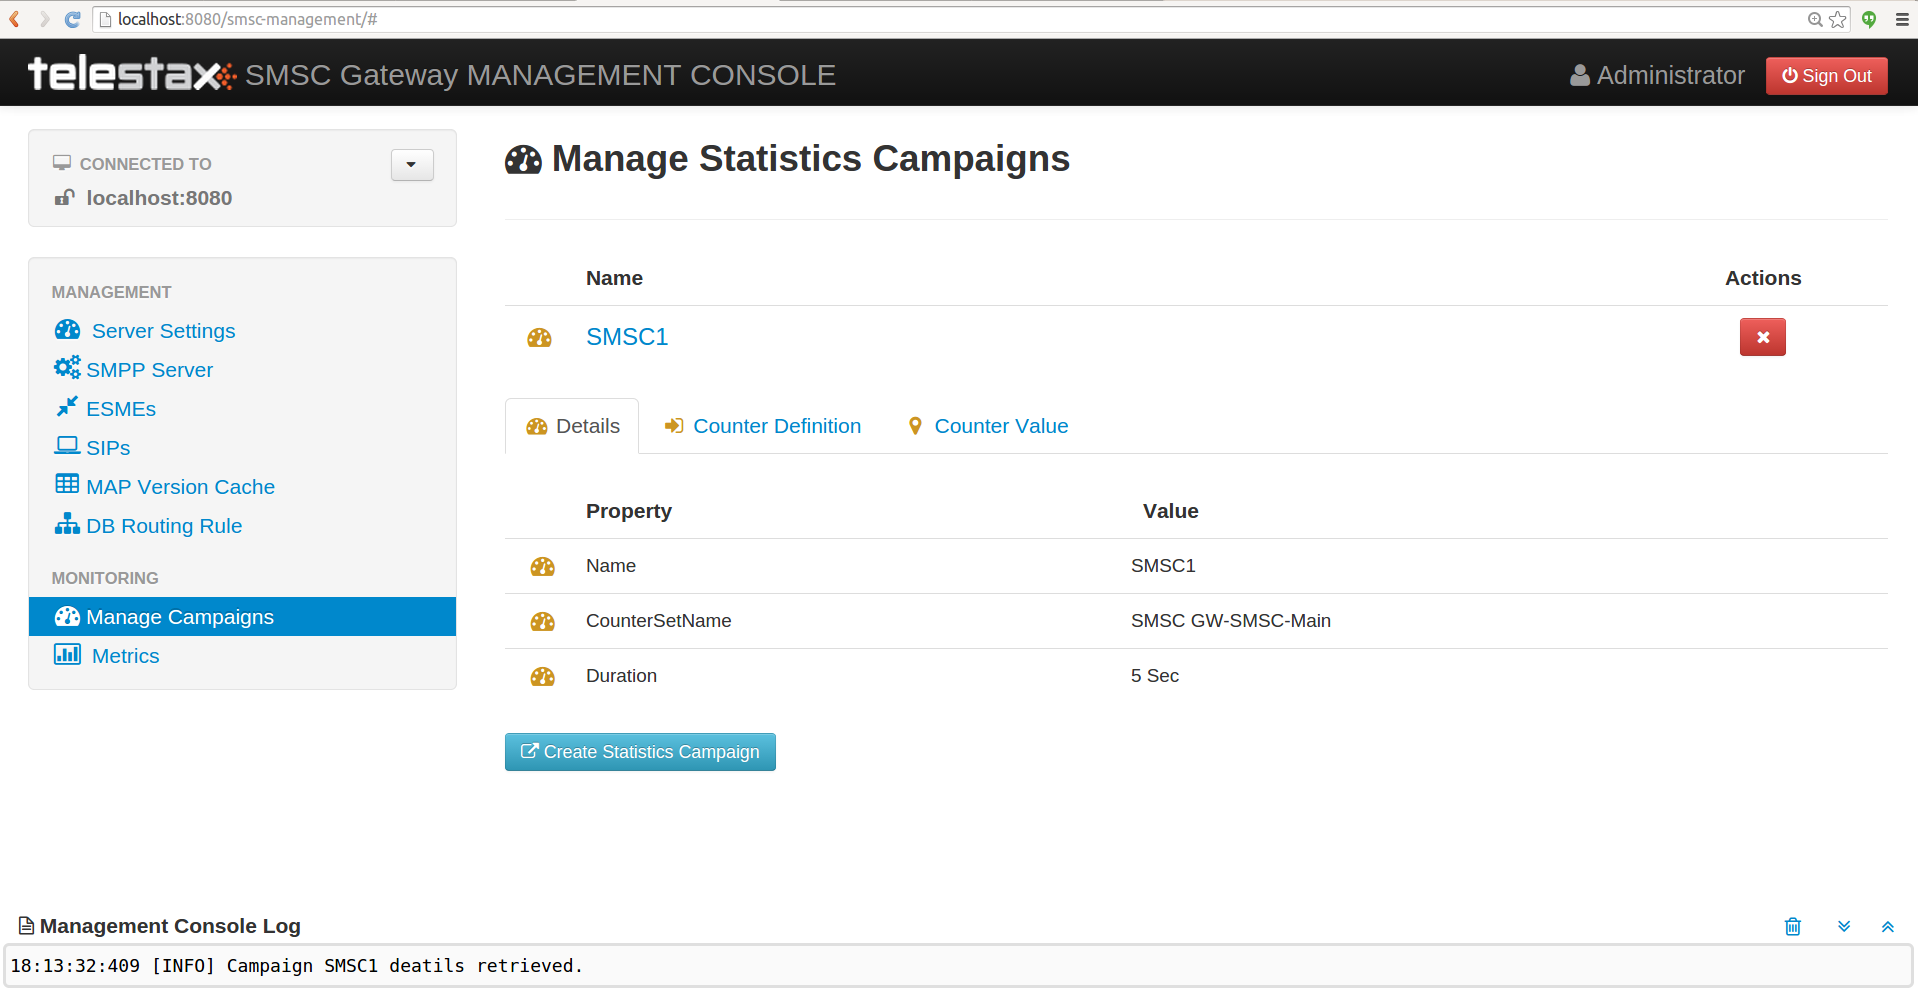 localhost:8080/smsc-management/#
telestax SMSC Gateway MANAGEMENT CONSOLE
Administrator
Sign Out
CONNECTED TO
localhost:8080
MANAGEMENT
Server Settings
SMPP Server
ESMEs
SIPs
MAP Version Cache
DB Routing Rule
MONITORING
Manage Campaigns
Metrics
Manage Statistics Campaigns
Name Actions
SMSC1
Details Counter Definition Counter Value
Property Value
Name SMSC1
CounterSetName SMSC GW-SMSC-Main
Duration 5 Sec
Create Statistics Campaign
Management Console Log
18:13:32:409 [INFO] Campaign SMSC1 deatils retrieved.